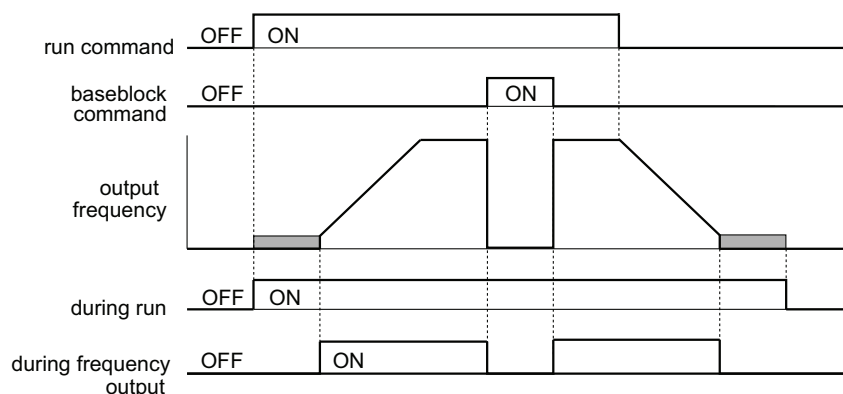 run command OFF ON
baseblock
command
OFF ON
output
frequency
during run OFF ON
during frequency
output
OFF ON